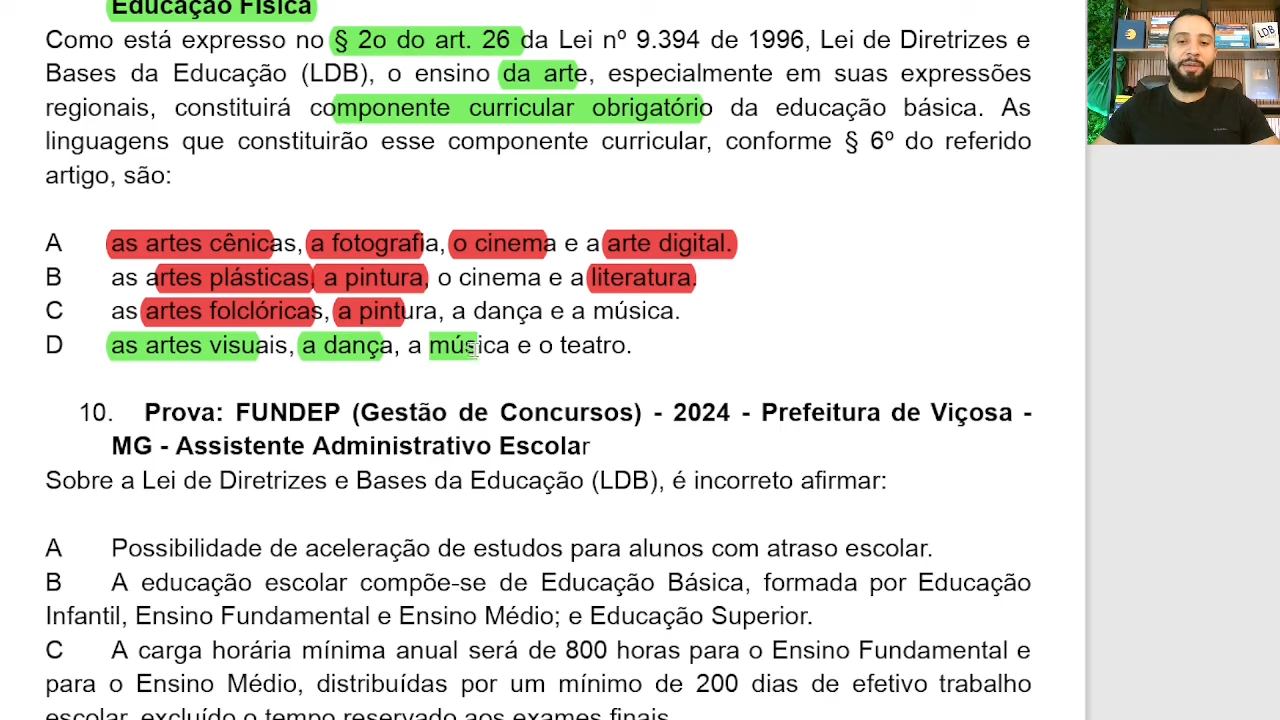 Educação Física
Como está expresso no § 2o do art. 26 da Lei nº 9.394 de 1996, Lei de Diretrizes e
Bases da Educação (LDB), o ensino da arte, especialmente em suas expressões
regionais, constituirá componente curricular obrigatório da educação básica. As
linguagens que constituirão esse componente curricular, conforme § 6º do referido
artigo, são:
A as artes cênicas, a fotografia, o cinema e a arte digital.
B as artes plásticas, a pintura, o cinema e a literatura.
C as artes folclóricas, a pintura, a dança e a música.
D as artes visuais, a dança, a música e o teatro.
10. Prova: FUNDEP (Gestão de Concursos) - 2024 - Prefeitura de Viçosa -
MG - Assistente Administrativo Escolar
Sobre a Lei de Diretrizes e Bases da Educação (LDB), é incorreto afirmar:
A Possibilidade de aceleração de estudos para alunos com atraso escolar.
B A educação escolar compõe-se de Educação Básica, formada por Educação
Infantil, Ensino Fundamental e Ensino Médio; e Educação Superior.
C A carga horária mínima anual será de 800 horas para o Ensino Fundamental e
para o Ensino Médio, distribuídas por um mínimo de 200 dias de efetivo trabalho
escolar, excluído o tempo reservado aos exames finais.
LDB